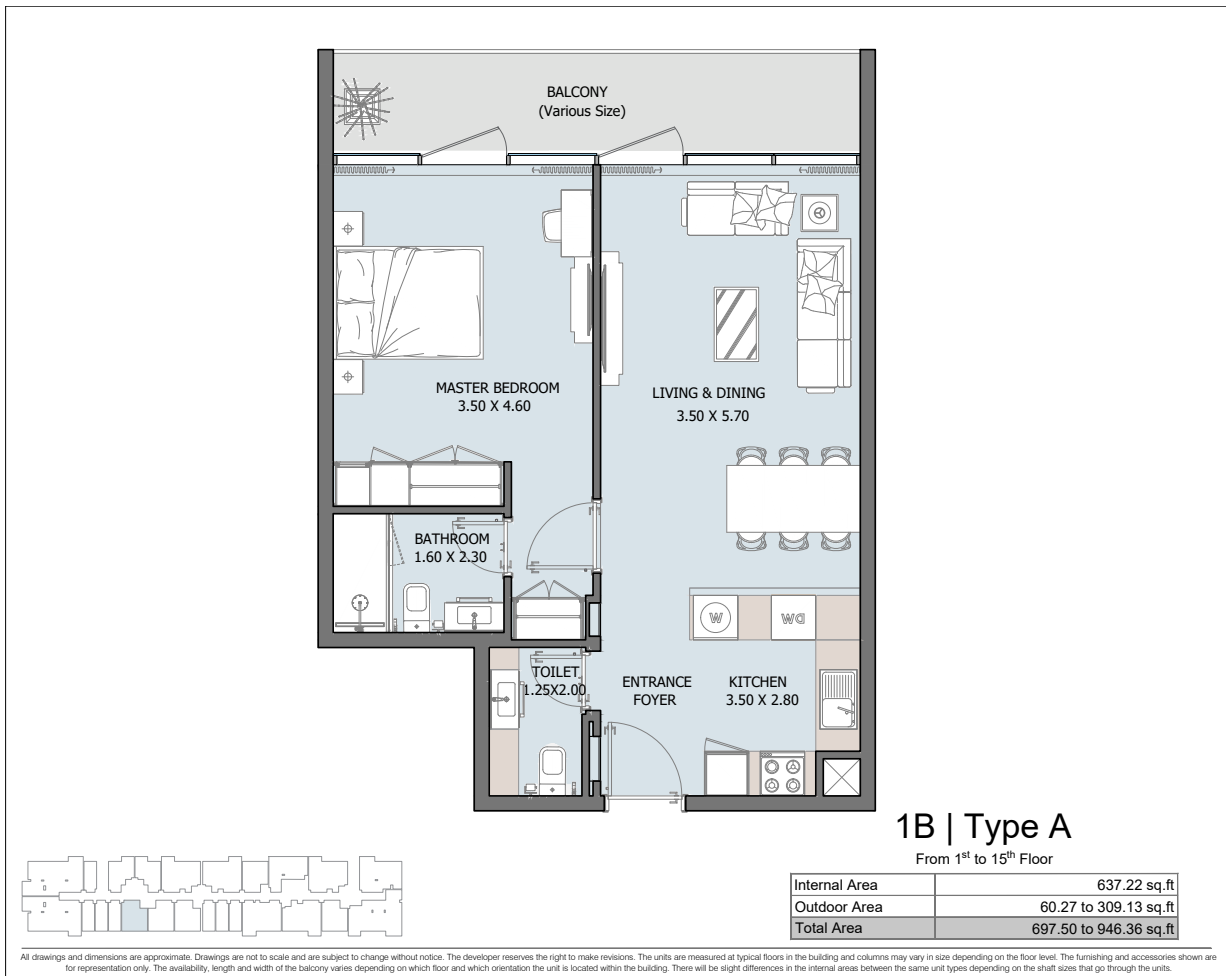 BALCONY
(Various Size)
MASTER BEDROOM
3.50 X 4.60
LIVING & DINING
3.50 X 5.70
BATHROOM
1.60 X 2.30
W
DW
TOILET
1.25X2.00
ENTRANCE
FOYER
KITCHEN
3.50 X 2.80
1B | Type A
From 1st to 15th Floor
Internal Area 637.22 sq.ft
Outdoor Area 60.27 to 309.13 sq.ft
Total Area 697.50 to 946.36 sq.ft
All drawings and dimensions are approximate. Drawings are not to scale and are subject to change without notice. The developer reserves the right to make revisions. The units are measured at typical floors in the building and columns may vary in size depending on the floor level. The furnishing and accessories shown are
for representation only. The availability, length and width of the balcony varies depending on which floor and which orientation the unit is located within the building. There will be slight differences in the internal areas between the same unit types depending on the shaft sizes that go through the units.